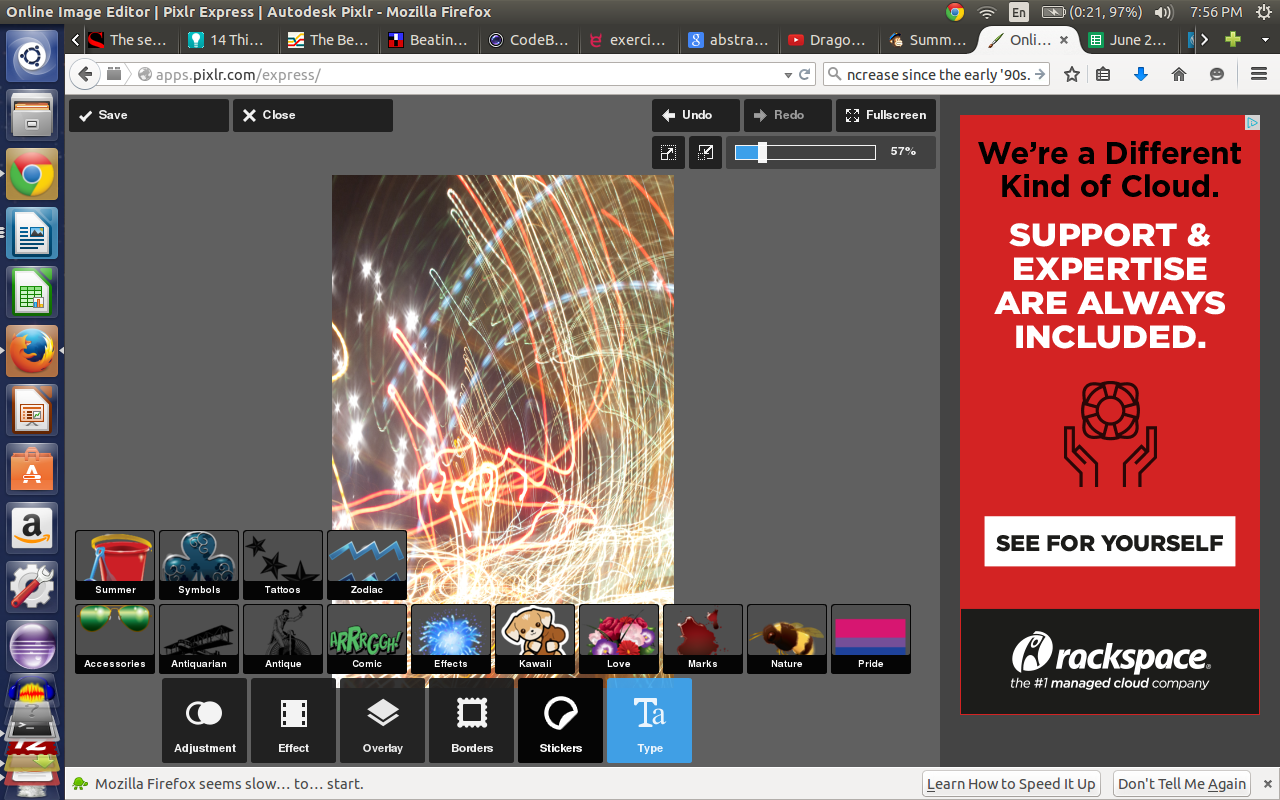 Online Image Editor | Pixlr Express | Autodesk Pixlr - Mozilla Firefox
En
(0:21, 97%)
7:56 PM
The se...
14 Thi...
The Be...
Beatin...
CodeB...
exerci...
abstra...
Drago...
Summ...
Onli...
June 2...
apps.pixlr.com/express/
ncrease since the early '90s.
Save
Close
Undo
Redo
Fullscreen
57%
We're a Different
Kind of Cloud.
SUPPORT &
EXPERTISE
ARE ALWAYS
INCLUDED.
SEE FOR YOURSELF
rackspace
the #1 managed cloud company
Summer
Symbols
Tattoos
Zodiac
ARRRGGH!
Accessories
Antiquarian
Antique
Comic
Effects
Kawaii
Love
Marks
Nature
Pride
Ta
Adjustment
Effect
Overlay
Borders
Stickers
Type
Mozilla Firefox seems slow... to... start.
Learn How to Speed It Up
Don't Tell Me Again